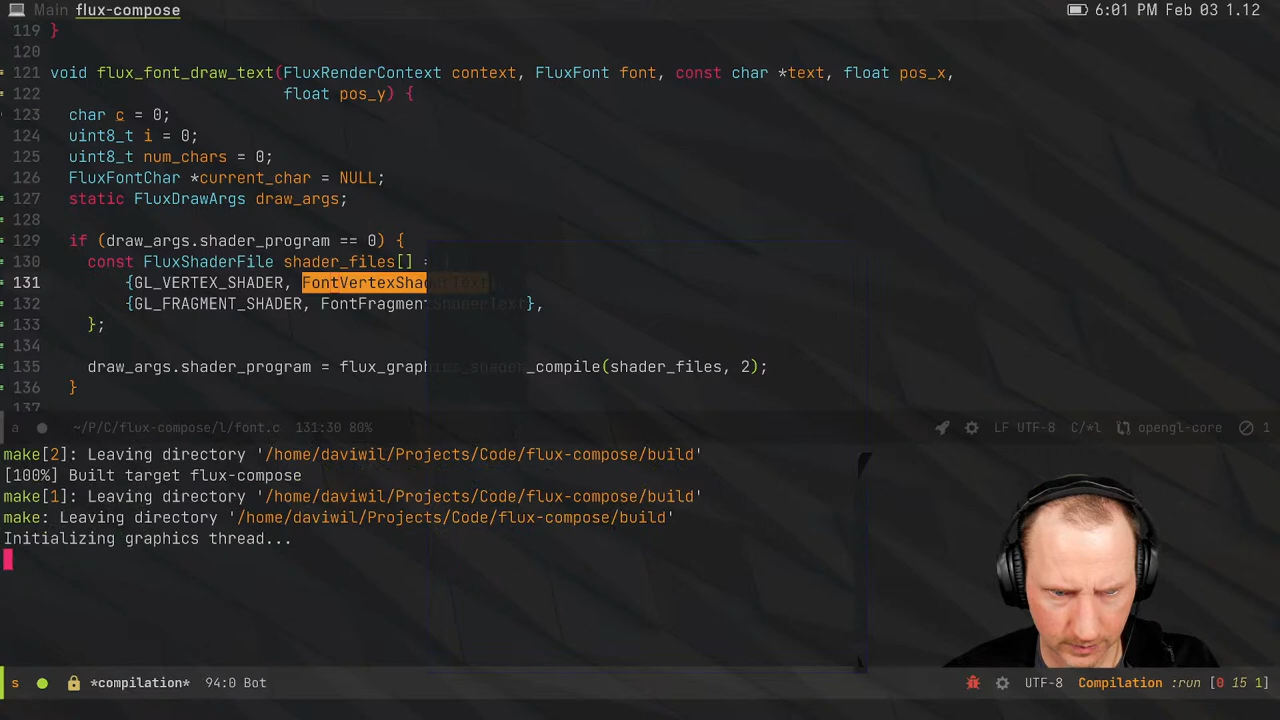 Main flux-compose
6:01 PM Feb 03 1.12
119 }
120
121 void flux_font_draw_text(FluxRenderContext context, FluxFont font, const char *text, float pos_x,
122 float pos_y) {
123 char c = 0;
124 uint8_t i = 0;
125 uint8_t num_chars = 0;
126 FluxFontChar *current_char = NULL;
127 static FluxDrawArgs draw_args;
128
129 if (draw_args.shader_program == 0) {
130 const FluxShaderFile shader_files[] =
131 {GL_VERTEX_SHADER, FontVertexShaderText
132 {GL_FRAGMENT_SHADER, FontFragmentShaderText},
133 };
134
135 draw_args.shader_program = flux_graphics_shader_compile(shader_files, 2);
136 }
137
a ~/P/C/flux-compose/l/font.c 131:30 80% LF UTF-8 C/*l opengl-core 1
make[2]: Leaving directory '/home/daviwil/Projects/Code/flux-compose/build'
[100%] Built target flux-compose
make[1]: Leaving directory '/home/daviwil/Projects/Code/flux-compose/build'
make: Leaving directory '/home/daviwil/Projects/Code/flux-compose/build'
Initializing graphics thread...
s *compilation* 94:0 Bot UTF-8 Compilation :run [0 15 1]